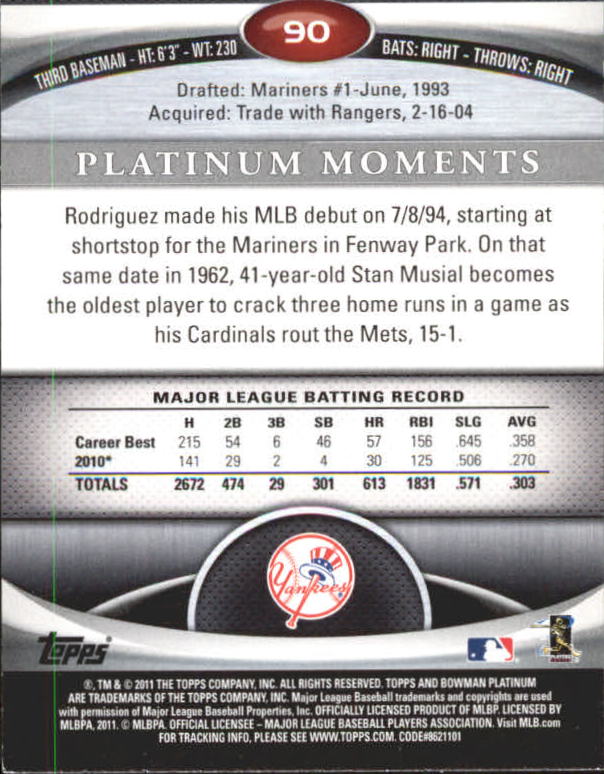 90
THIRD BASEMAN - HT: 6'3" - WT: 230
BATS: RIGHT - THROWS: RIGHT
Drafted: Mariners #1-June, 1993
Acquired: Trade with Rangers, 2-16-04
PLATINUM MOMENTS
Rodriguez made his MLB debut on 7/8/94, starting at
shortstop for the Mariners in Fenway Park. On that
same date in 1962, 41-year-old Stan Musial becomes
the oldest player to crack three home runs in a game as
his Cardinals rout the Mets, 15-1.
MAJOR LEAGUE BATTING RECORD
H 2B 3B SB HR RBI SLG AVG
Career Best 215 54 6 46 57 156 .645 .358
2010* 141 29 2 4 30 125 .506 .270
TOTALS 2672 474 29 301 613 1831 .571 .303
Yankees
Topps
®, TM & © 2011 THE TOPPS COMPANY, INC. ALL RIGHTS RESERVED. TOPPS AND BOWMAN PLATINUM
ARE TRADEMARKS OF THE TOPPS COMPANY, INC. Major League Baseball trademarks and copyrights are used
with permission of Major League Baseball Properties, Inc. OFFICIALLY LICENSED PRODUCT OF MLBP. LICENSED BY
MLBPA, 2011. © MLBPA. OFFICIAL LICENSEE – MAJOR LEAGUE BASEBALL PLAYERS ASSOCIATION. Visit MLB.com
FOR TRACKING INFO, PLEASE SEE WWW.TOPPS.COM. CODE#8621101